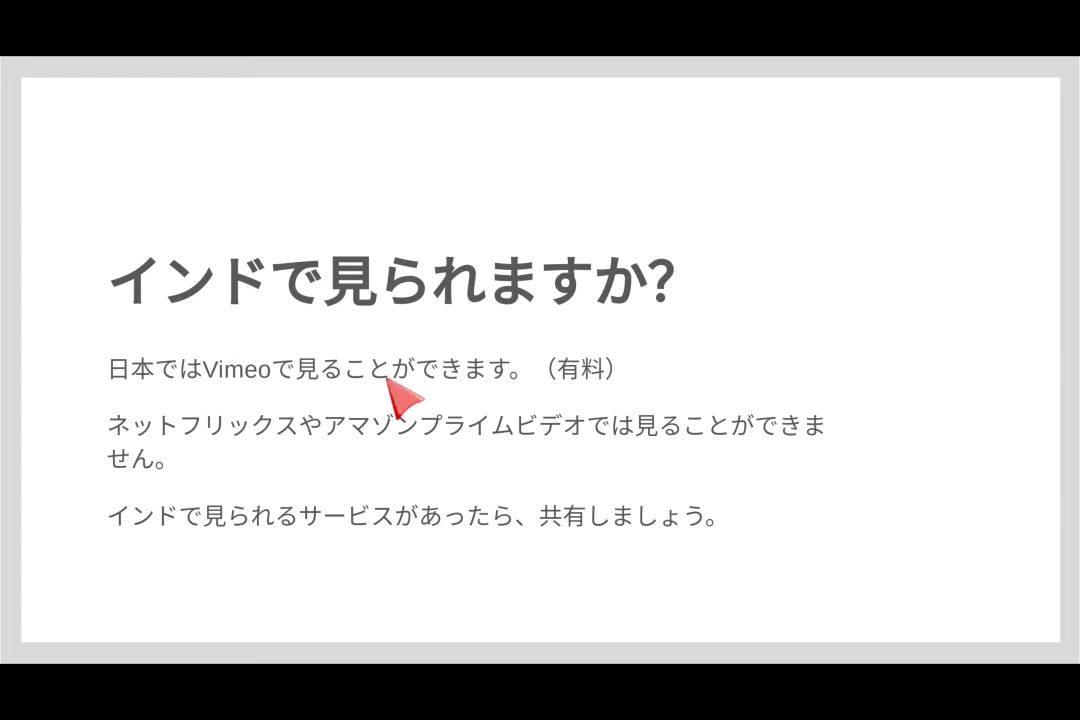 インドで見られますか?
日本ではVimeoで見ることができます。（有料）
ネットフリックスやアマゾンプライムビデオでは見ることができま
せん。
インドで見られるサービスがあったら、共有しましょう。